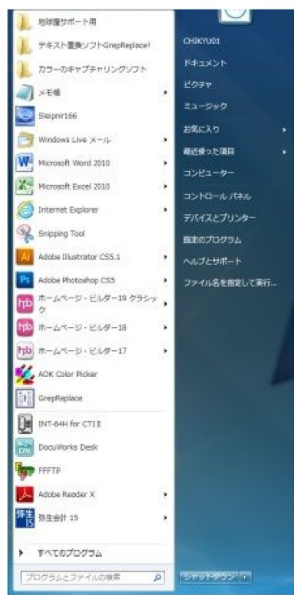 地球屋サポート用
テキスト置換ソフトGrepReplace!
カラーのキャプチャリングソフト
メモ帳
Sleipnir166
Windows Live メール
Microsoft Word 2010
Microsoft Excel 2010
Internet Explorer
Snipping Tool
Adobe Illustrator CS5.1
Adobe Photoshop CS5
ホームページ・ビルダー19 クラシック
ホームページ・ビルダー18
ホームページ・ビルダー17
AOK Color Picker
GrepReplace
INT-64H for CTI II
DocuWorks Desk
FFFTP
Adobe Reader X
弥生会計 15
すべてのプログラム
プログラムとファイルの検索
CHIKYU01
ドキュメント
ピクチャ
ミュージック
お気に入り
最近使った項目
コンピューター
コントロール パネル
デバイスとプリンター
既定のプログラム
ヘルプとサポート
ファイル名を指定して実行...
シャットダウン